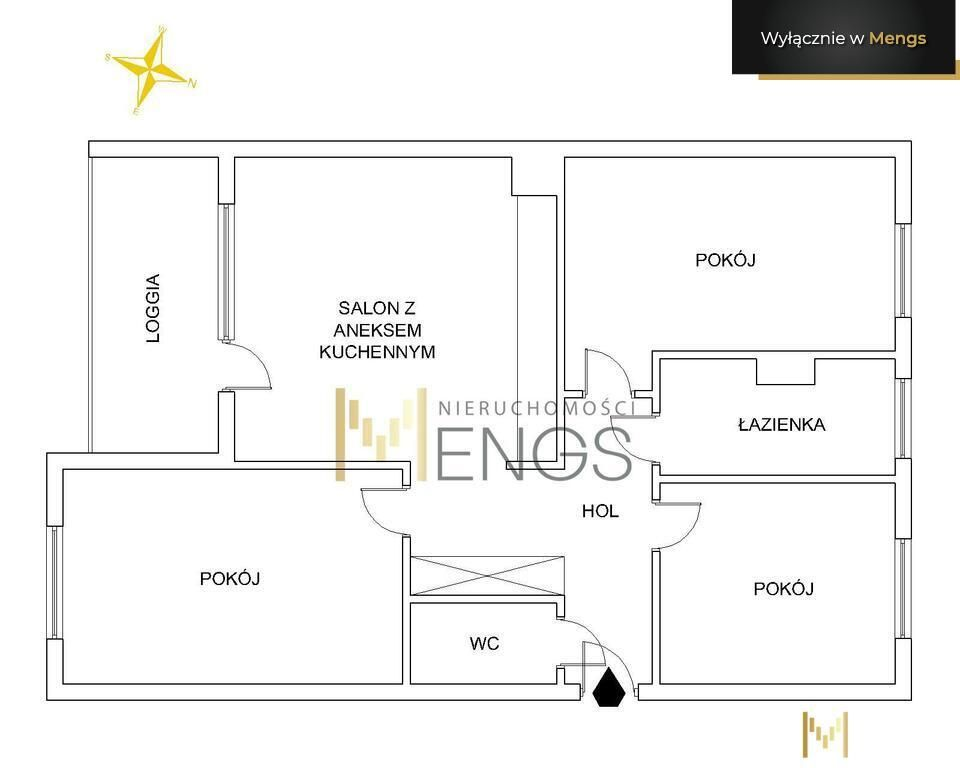 Wyłącznie w Mengs
W
S
N
E
LOGGIA
SALON Z
ANEKSEM
KUCHENNYM
POKÓJ
NIERUCHOMOŚCI
MENGS
ŁAZIENKA
HOL
POKÓJ
POKÓJ
WC